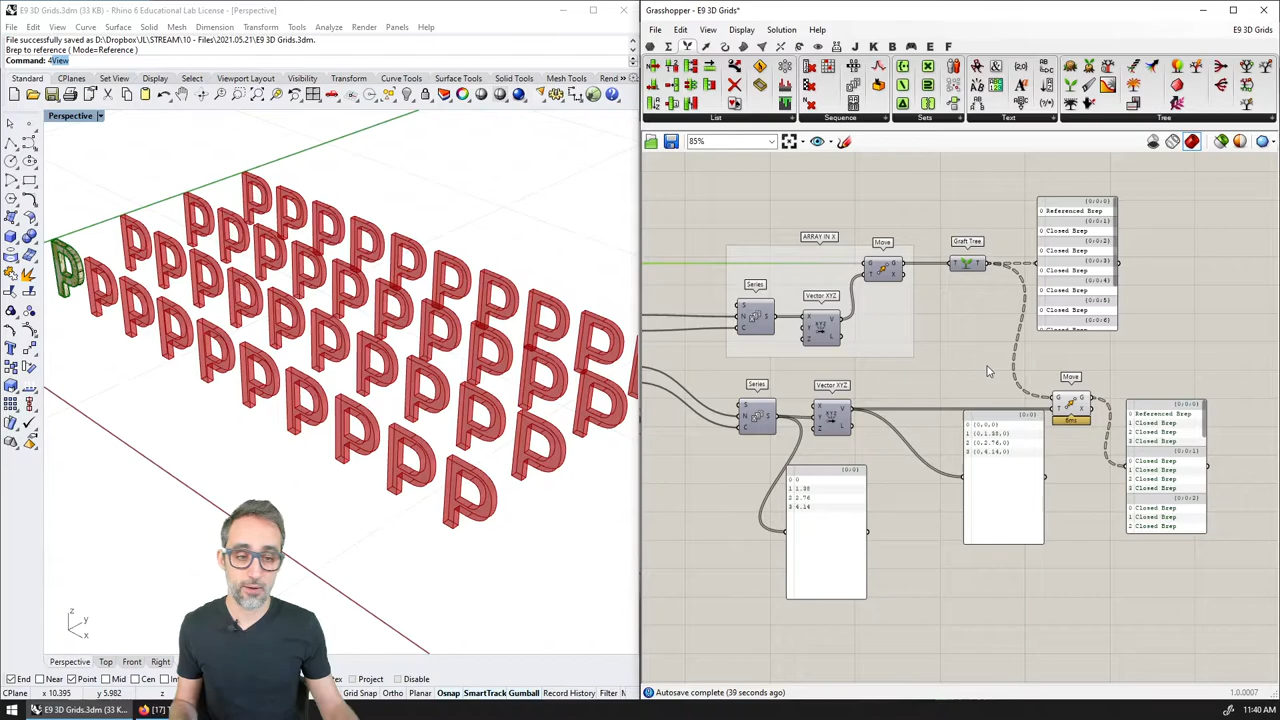 E9 3D Grids.3dm (33 KB) - Rhino 6 Educational Lab License - [Perspective]
File Edit View Curve Surface Solid Mesh Dimension Transform Tools Analyze Render Panels Help
File successfully saved as D:\Dropbox\JL\STREAM\10 - Files\2021.05.21\E9 3D Grids.3dm.
Brep to reference ( Mode=Reference )
Command: 4View
Standard CPlanes Set View Display Select Viewport Layout Visibility Transform Curve Tools Surface Tools Solid Tools Mesh Tools Rend »
Perspective
z
y
x
Perspective Top Front Right
End Near Point Mid Cen Project Disable
CPlane x 10.395 y 5.982 Grid Snap Ortho Planar Osnap SmartTrack Gumball Record History Filter
E9 3D Grids.3dm (33 K...
11:40 AM
Grasshopper - E9 3D Grids*
File Edit View Display Solution Help
E9 3D Grids
J K B E F
List Sequence Sets Text Tree
85%
ARRAY IN X
Series
S
N
C
S
Vector XYZ
X
Y
Z
V
L
Move
G
T
G
X
Graft Tree
T T
{0;0;0}
0 Referenced Brep
{0;0;1}
0 Closed Brep
{0;0;2}
0 Closed Brep
{0;0;3}
0 Closed Brep
{0;0;4}
0 Closed Brep
{0;0;5}
0 Closed Brep
{0;0;6}
0 Closed Brep
Series
S
N
C
S
Vector XYZ
X
Y
Z
V
L
{0;0}
0 0
1 1.38
2 2.76
3 4.14
{0;0}
0 {0,0,0}
1 {0,1.38,0}
2 {0,2.76,0}
3 {0,4.14,0}
Move
G
T
G
X
6ms
{0;0;0}
0 Referenced Brep
1 Closed Brep
2 Closed Brep
3 Closed Brep
{0;0;1}
0 Closed Brep
1 Closed Brep
2 Closed Brep
3 Closed Brep
{0;0;2}
0 Closed Brep
1 Closed Brep
2 Closed Brep
Autosave complete (39 seconds ago)
1.0.0007